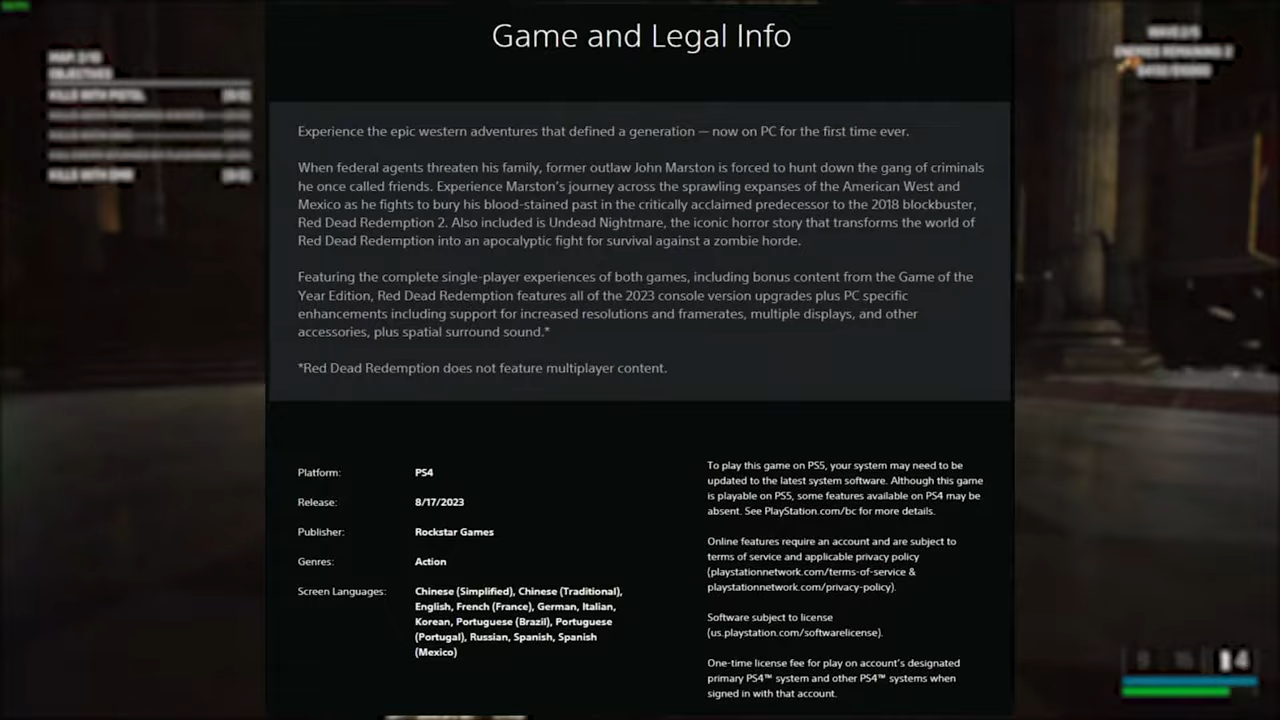 Game and Legal Info
Experience the epic western adventures that defined a generation — now on PC for the first time ever.
When federal agents threaten his family, former outlaw John Marston is forced to hunt down the gang of criminals
he once called friends. Experience Marston's journey across the sprawling expanses of the American West and
Mexico as he fights to bury his blood-stained past in the critically acclaimed predecessor to the 2018 blockbuster,
Red Dead Redemption 2. Also included is Undead Nightmare, the iconic horror story that transforms the world of
Red Dead Redemption into an apocalyptic fight for survival against a zombie horde.
Featuring the complete single-player experiences of both games, including bonus content from the Game of the
Year Edition, Red Dead Redemption features all of the 2023 console version upgrades plus PC specific
enhancements including support for increased resolutions and framerates, multiple displays, and other
accessories, plus spatial surround sound.*
*Red Dead Redemption does not feature multiplayer content.
Platform: PS4
Release: 8/17/2023
Publisher: Rockstar Games
Genres: Action
Screen Languages: Chinese (Simplified), Chinese (Traditional),
English, French (France), German, Italian,
Korean, Portuguese (Brazil), Portuguese
(Portugal), Russian, Spanish, Spanish
(Mexico)
To play this game on PS5, your system may need to
be updated to the latest system software. Although this game
is playable on PS5, some features available on PS4 may be
absent. See PlayStation.com/bc for more details.
Online features require an account and are subject to
terms of service and applicable privacy policy
(playstationnetwork.com/terms-of-service &
playstationnetwork.com/privacy-policy).
Software subject to license
(us.playstation.com/softwarelicense).
One-time license fee for play on account's designated
primary PS4™ system and other PS4™ systems when
signed in with that account.
OBJECTIVES
KILLS WITH PISTOL
ENEMIES REMAINING: 2
14